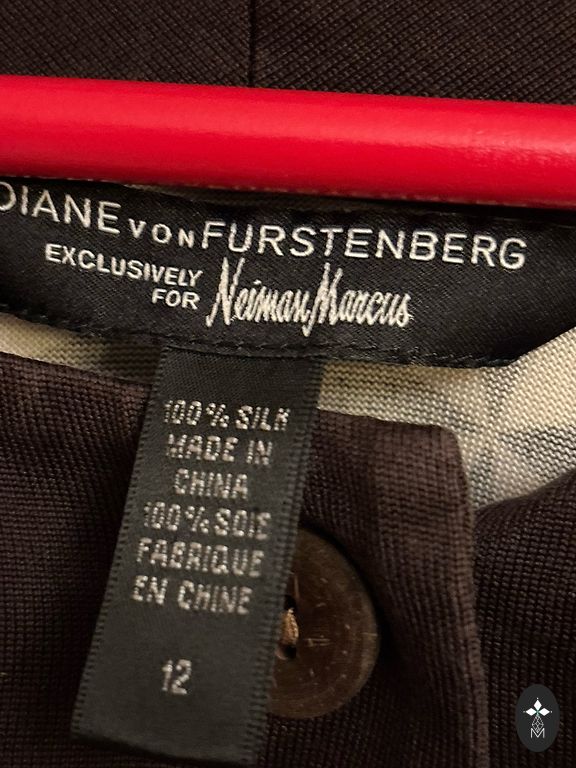 DIANE VON FURSTENBERG
EXCLUSIVELY
FOR Neiman Marcus
100% SILK
MADE IN
CHINA
100% SOIE
FABRIQUE
EN CHINE
12
M